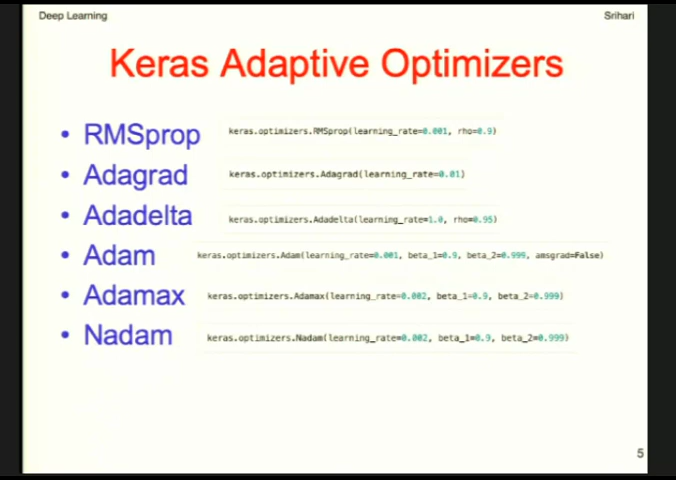 Deep Learning
Srihari
Keras Adaptive Optimizers
• RMSprop keras.optimizers.RMSprop(learning_rate=0.001, rho=0.9)
• Adagrad keras.optimizers.Adagrad(learning_rate=0.01)
• Adadelta keras.optimizers.Adadelta(learning_rate=1.0, rho=0.95)
• Adam keras.optimizers.Adam(learning_rate=0.001, beta_1=0.9, beta_2=0.999, amsgrad=False)
• Adamax keras.optimizers.Adamax(learning_rate=0.002, beta_1=0.9, beta_2=0.999)
• Nadam keras.optimizers.Nadam(learning_rate=0.002, beta_1=0.9, beta_2=0.999)
5